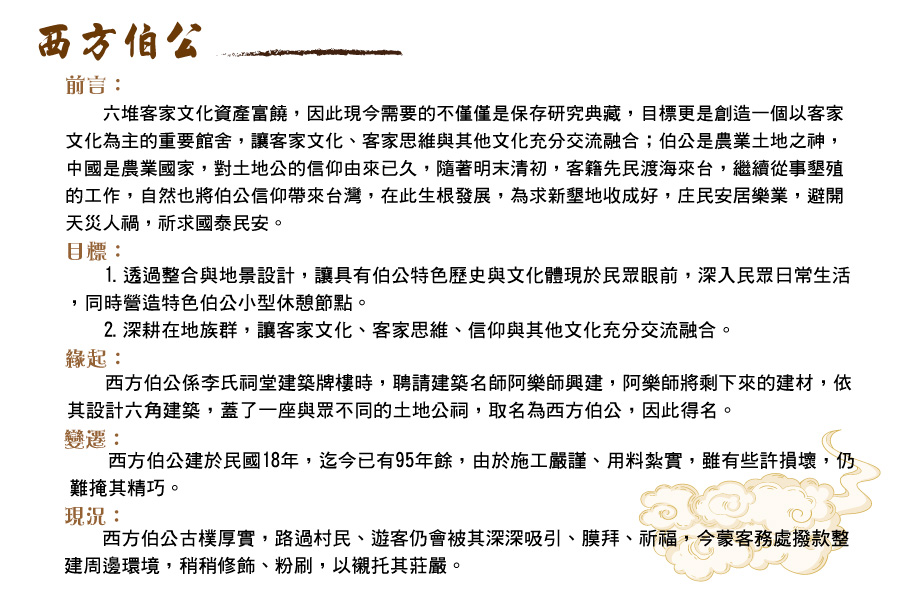 西方伯公
前言：
六堆客家文化資產富饒，因此現今需要的不僅僅是保存研究典藏，目標更是創造一個以客家
文化為主的重要館舍，讓客家文化、客家思維與其他文化充分交流融合；伯公是農業土地之神，
中國是農業國家，對土地公的信仰由來已久，隨著明末清初，客籍先民渡海來台，繼續從事墾殖
的工作，自然也將伯公信仰帶來台灣，在此生根發展，為求新墾地收成好，庄民安居樂業，避開
天災人禍，祈求國泰民安。
目標：
1. 透過整合與地景設計，讓具有伯公特色歷史與文化體現於民眾眼前，深入民眾日常生活
，同時營造特色伯公小型休憩節點。
2. 深耕在地族群，讓客家文化、客家思維、信仰與其他文化充分交流融合。
緣起：
西方伯公係李氏祠堂建築牌樓時，聘請建築名師阿樂師興建，阿樂師將剩下來的建材，依
其設計六角建築，蓋了一座與眾不同的土地公祠，取名為西方伯公，因此得名。
變遷：
西方伯公建於民國18年，迄今已有95年餘，由於施工嚴謹、用料紮實，雖有些許損壞，仍
難掩其精巧。
現況：
西方伯公古樸厚實，路過村民、遊客仍會被其深深吸引、膜拜、祈福，今蒙客務處撥款整
建周邊環境，稍稍修飾、粉刷，以襯托其莊嚴。